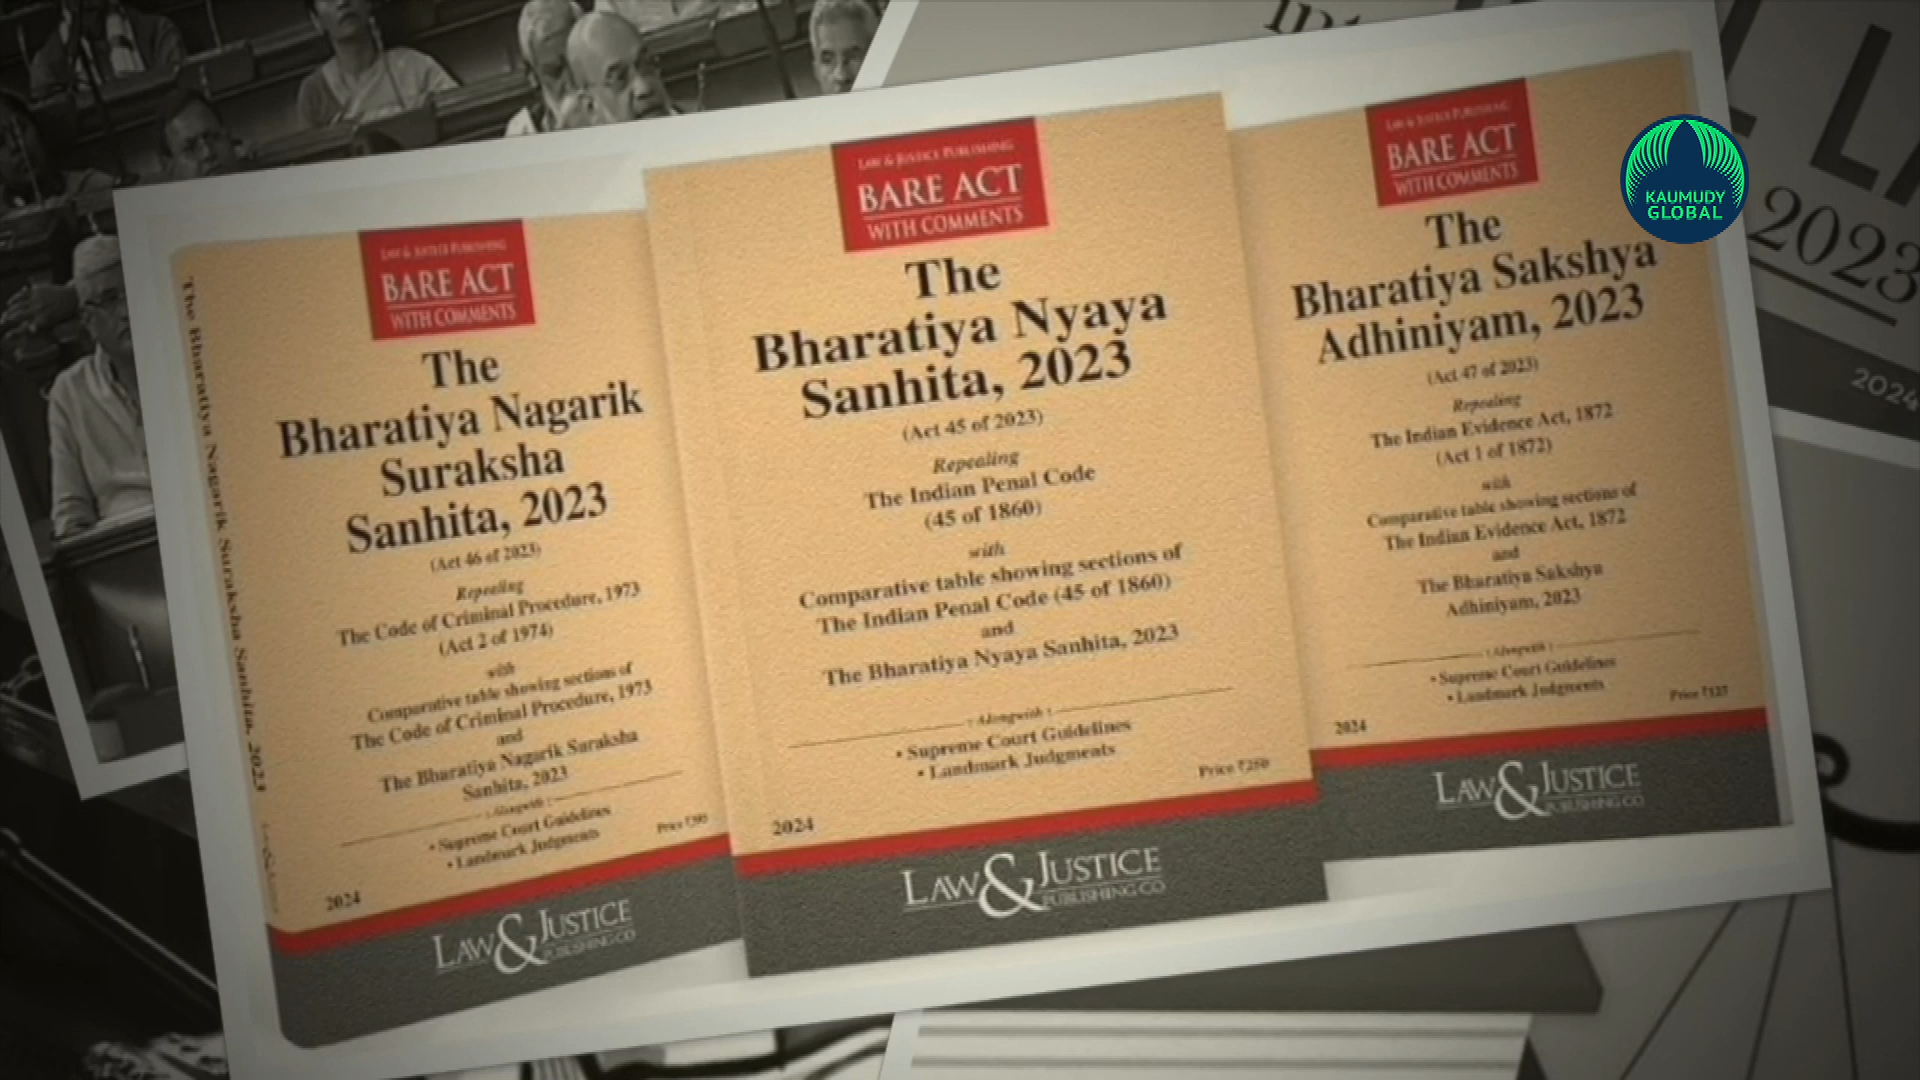 The Bharatiya Nagarik Suraksha Sanhita, 2023
LAW & JUSTICE PUBLISHING
BARE ACT
WITH COMMENTS
The
Bharatiya Nagarik
Suraksha
Sanhita, 2023
(Act 46 of 2023)
Repealing
The Code of Criminal Procedure, 1973
(Act 2 of 1974)
with
Comparative table showing sections of
The Code of Criminal Procedure, 1973
and
The Bharatiya Nagarik Suraksha
Sanhita, 2023
Alongwith
• Supreme Court Guidelines
• Landmark Judgments
2024
LAW & JUSTICE
PUBLISHING CO
LAW & JUSTICE PUBLISHING
BARE ACT
WITH COMMENTS
The
Bharatiya Nyaya
Sanhita, 2023
(Act 45 of 2023)
Repealing
The Indian Penal Code
(45 of 1860)
with
Comparative table showing sections of
The Indian Penal Code (45 of 1860)
and
The Bharatiya Nyaya Sanhita, 2023
Alongwith
• Supreme Court Guidelines
• Landmark Judgments
Price ₹250
2024
LAW & JUSTICE
PUBLISHING CO
LAW & JUSTICE PUBLISHING
BARE ACT
WITH COMMENTS
The
Bharatiya Sakshya
Adhiniyam, 2023
(Act 47 of 2023)
Repealing
The Indian Evidence Act, 1872
(Act 1 of 1872)
with
Comparative table showing sections of
The Indian Evidence Act, 1872
and
The Bharatiya Sakshya
Adhiniyam, 2023
Alongwith
• Supreme Court Guidelines
• Landmark Judgments
Price ₹125
2024
LAW & JUSTICE
PUBLISHING CO
KAUMUDY
GLOBAL
2023
2024